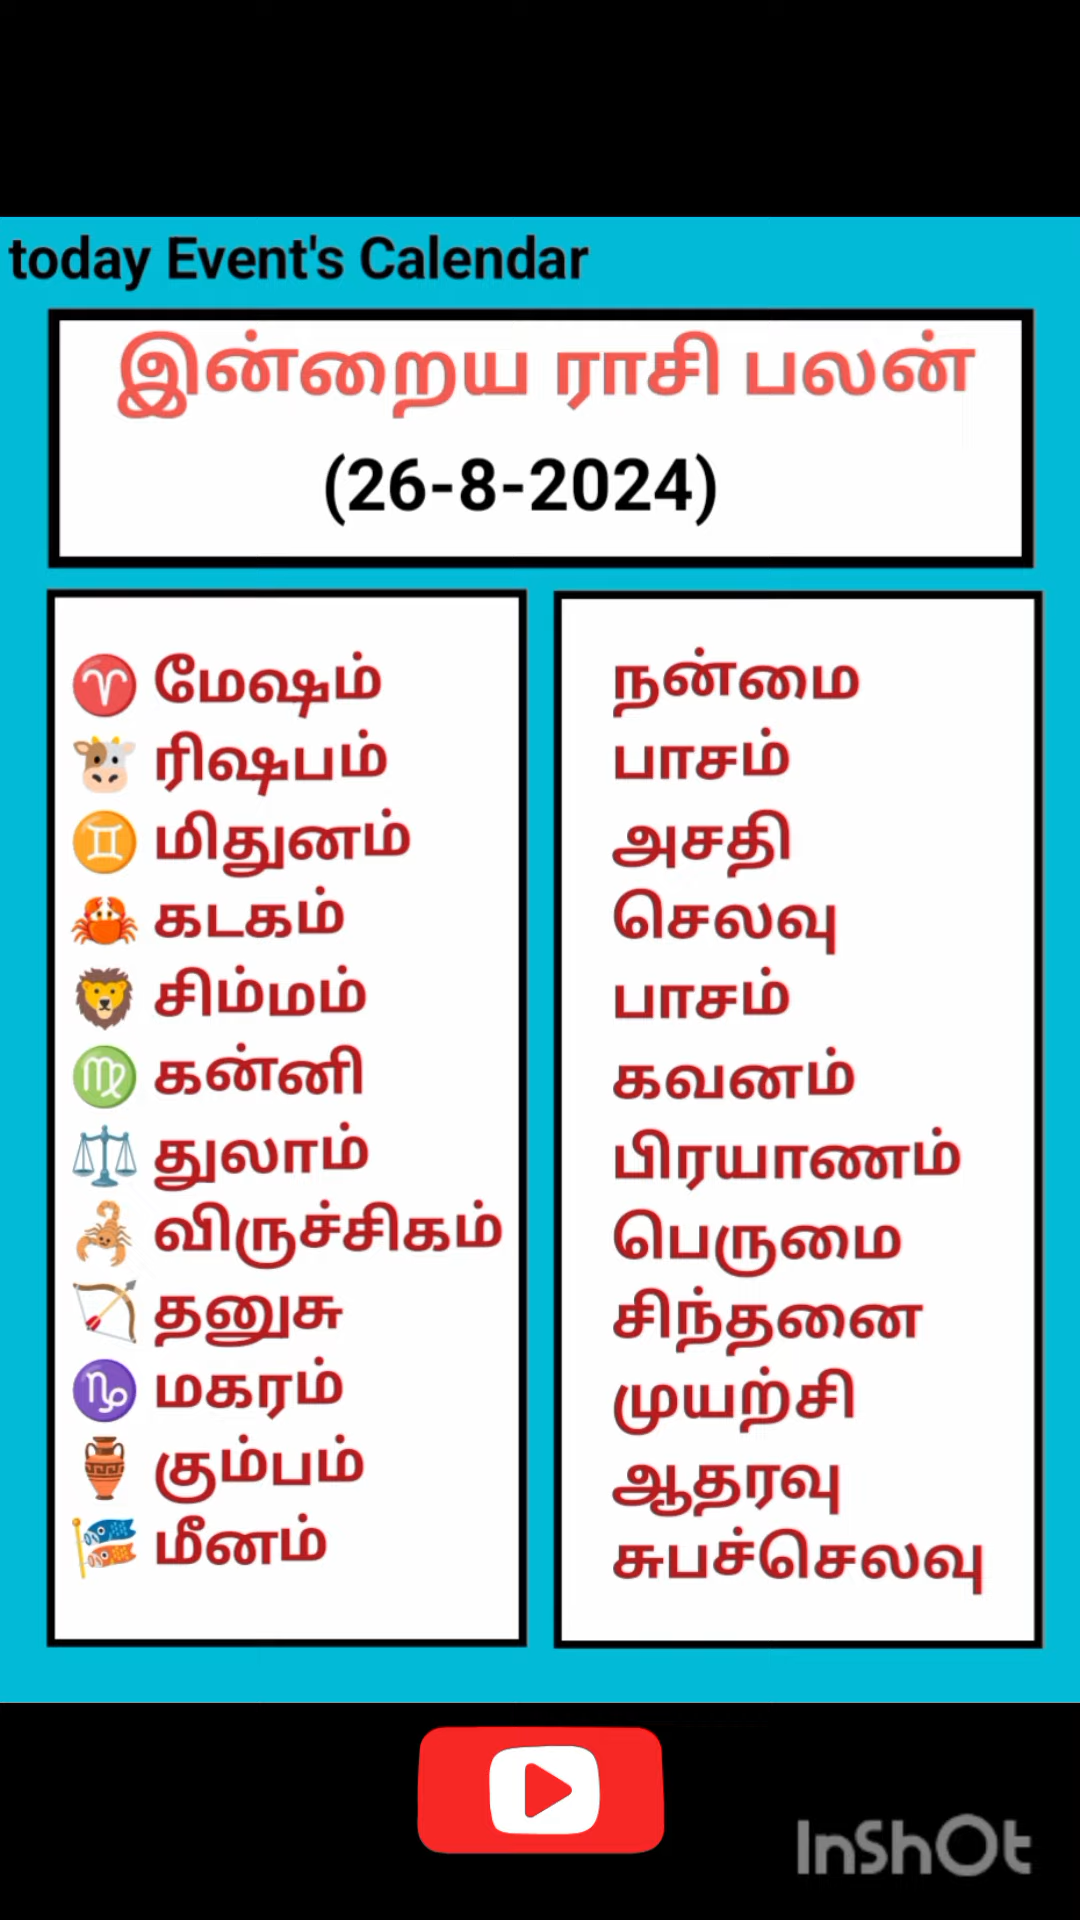 today Event's Calendar
இன்றைய ராசி பலன்
(26-8-2024)
மேஷம்
ரிஷபம்
மிதுனம்
கடகம்
சிம்மம்
கன்னி
துலாம்
விருச்சிகம்
தனுசு
மகரம்
கும்பம்
மீனம்
நன்மை
பாசம்
அசதி
செலவு
பாசம்
கவனம்
பிரயாணம்
பெருமை
சிந்தனை
முயற்சி
ஆதரவு
சுபச்செலவு
InShOt